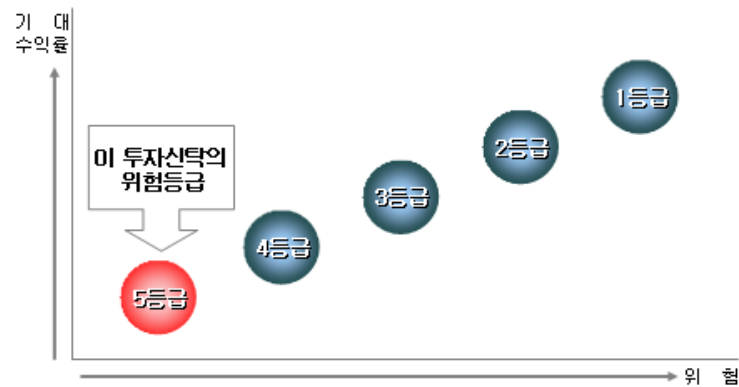 기 대
수익률
이 투자신탁의
위험등급
1등급
2등급
3등급
4등급
5등급
위 험